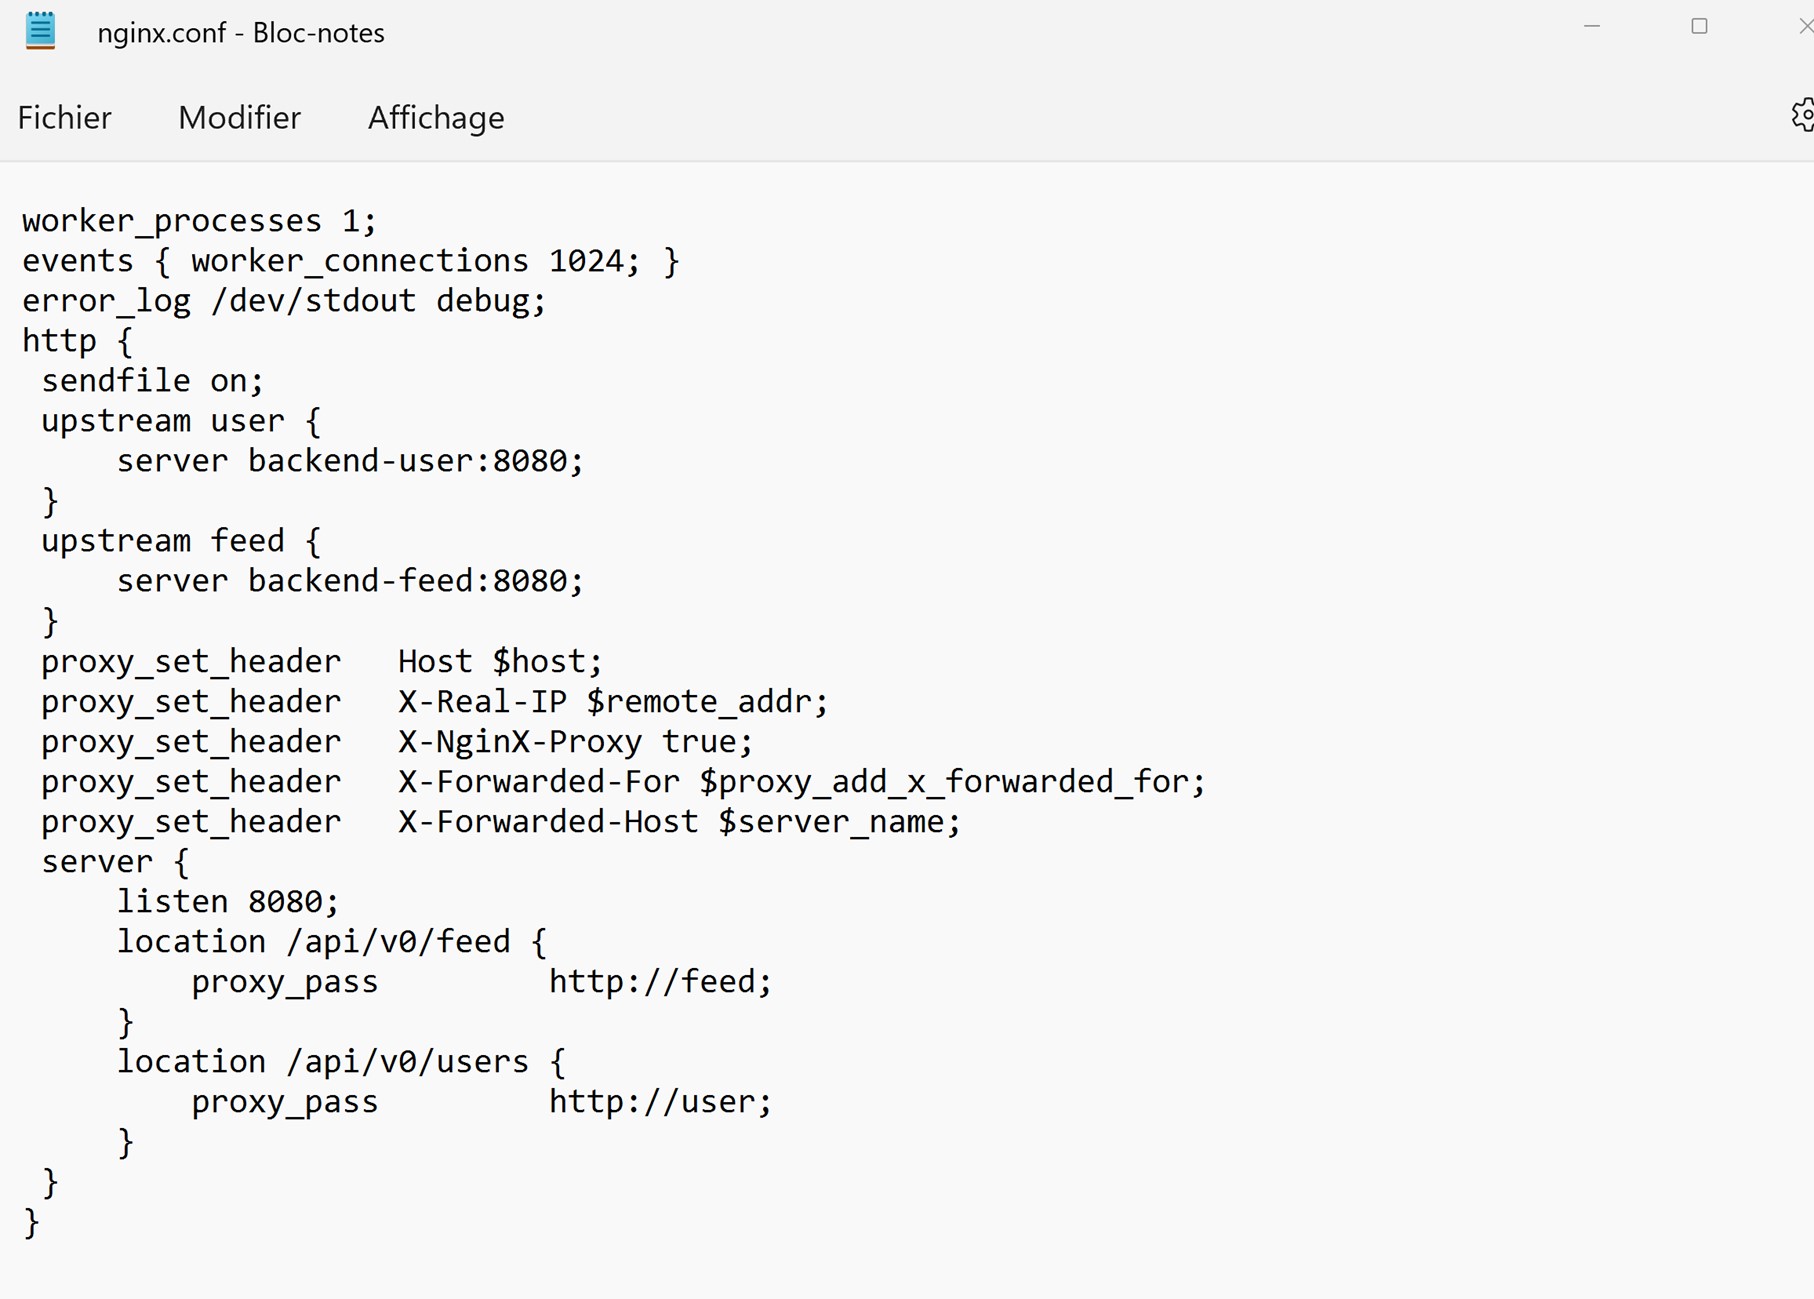 nginx.conf - Bloc-notes
Fichier Modifier Affichage
worker_processes 1;
events { worker_connections 1024; }
error_log /dev/stdout debug;
http {
 sendfile on;
 upstream user {
     server backend-user:8080;
 }
 upstream feed {
     server backend-feed:8080;
 }
 proxy_set_header   Host $host;
 proxy_set_header   X-Real-IP $remote_addr;
 proxy_set_header   X-NginX-Proxy true;
 proxy_set_header   X-Forwarded-For $proxy_add_x_forwarded_for;
 proxy_set_header   X-Forwarded-Host $server_name;
 server {
     listen 8080;
     location /api/v0/feed {
         proxy_pass         http://feed;
     }
     location /api/v0/users {
         proxy_pass         http://user;
     }
 }
}